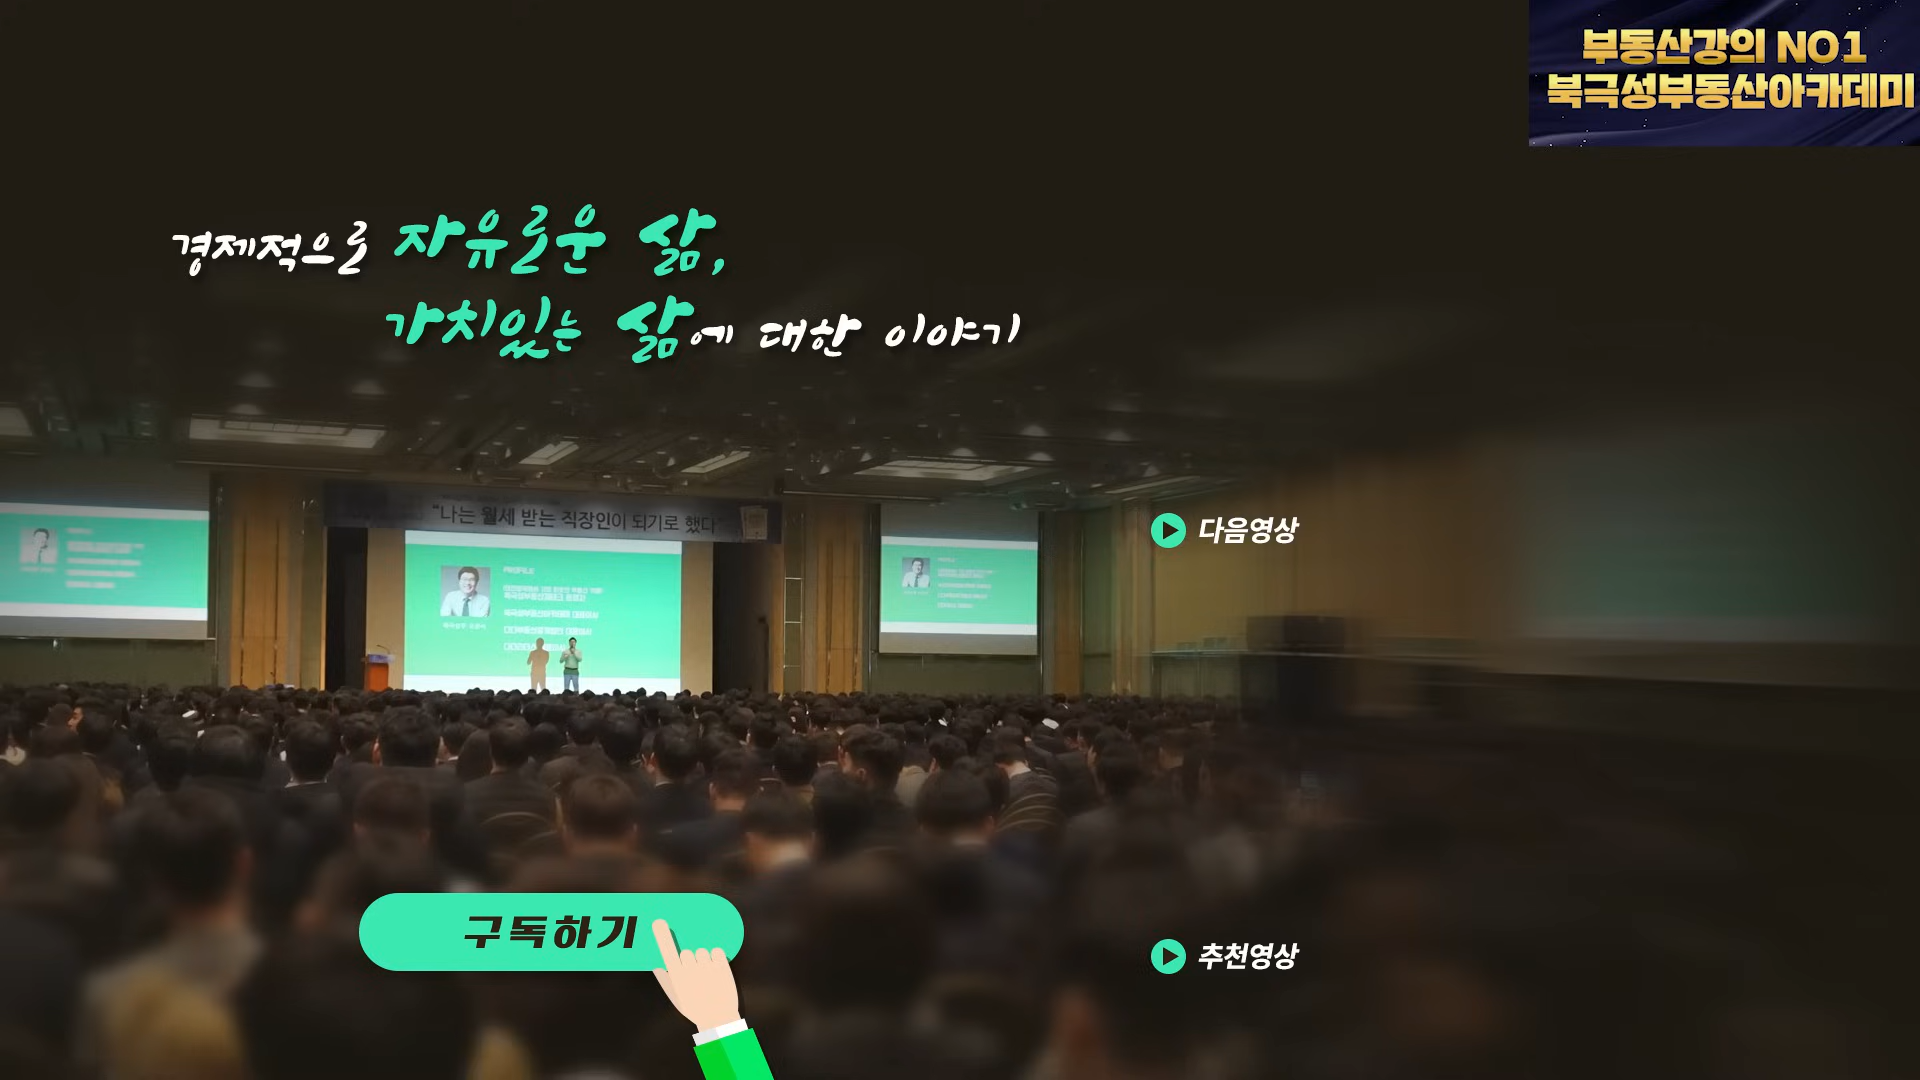 부동산강의 NO1
북극성부동산아카데미
경제적으로 자유로운 삶,
가치있는 삶에 대한 이야기
"나는 월세 받는 직장인이 되기로 했다"
PROFILE
다음영상
구독하기
추천영상